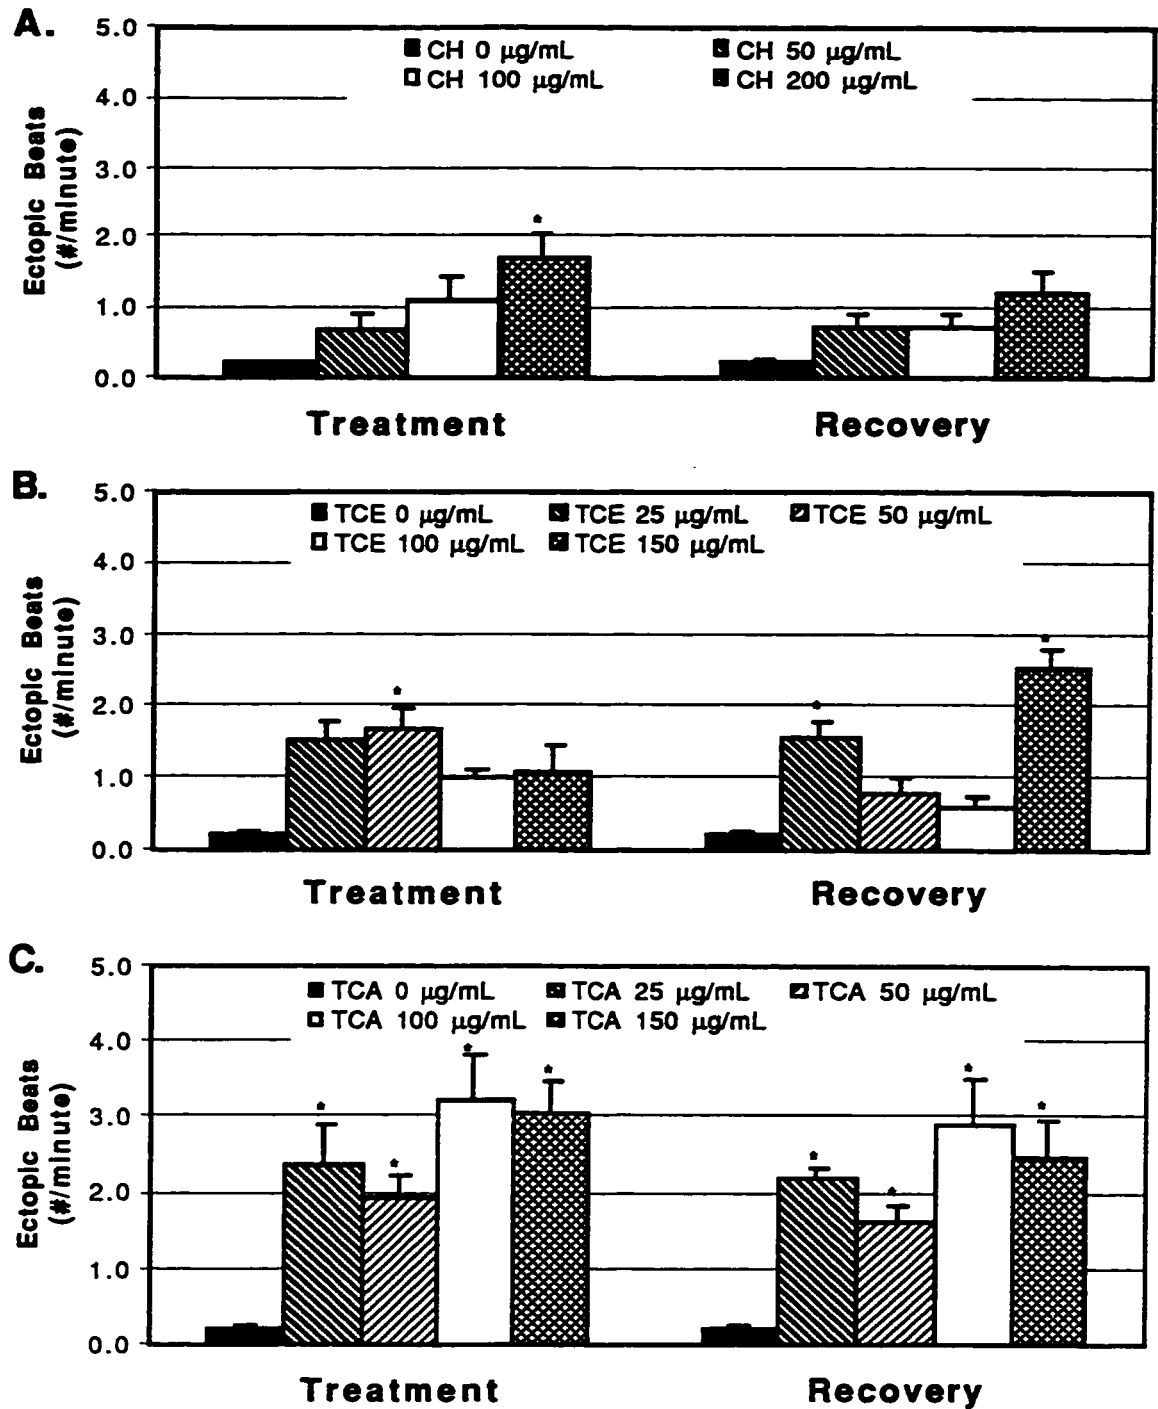 A.
5.0
CH 0 μg/mL CH 50 μg/mL
CH 100 μg/mL CH 200 μg/mL
4.0
3.0
*
2.0
1.0
0.0
Ectopic Beats
(#/minute)
Treatment Recovery
B.
5.0
TCE 0 μg/mL TCE 25 μg/mL TCE 50 μg/mL
TCE 100 μg/mL TCE 150 μg/mL
4.0
3.0
*
* *
2.0
1.0
0.0
Ectopic Beats
(#/minute)
Treatment Recovery
C.
5.0
TCA 0 μg/mL TCA 25 μg/mL TCA 50 μg/mL
TCA 100 μg/mL TCA 150 μg/mL
4.0
* * * * * * * *
3.0
2.0
1.0
0.0
Ectopic Beats
(#/minute)
Treatment Recovery